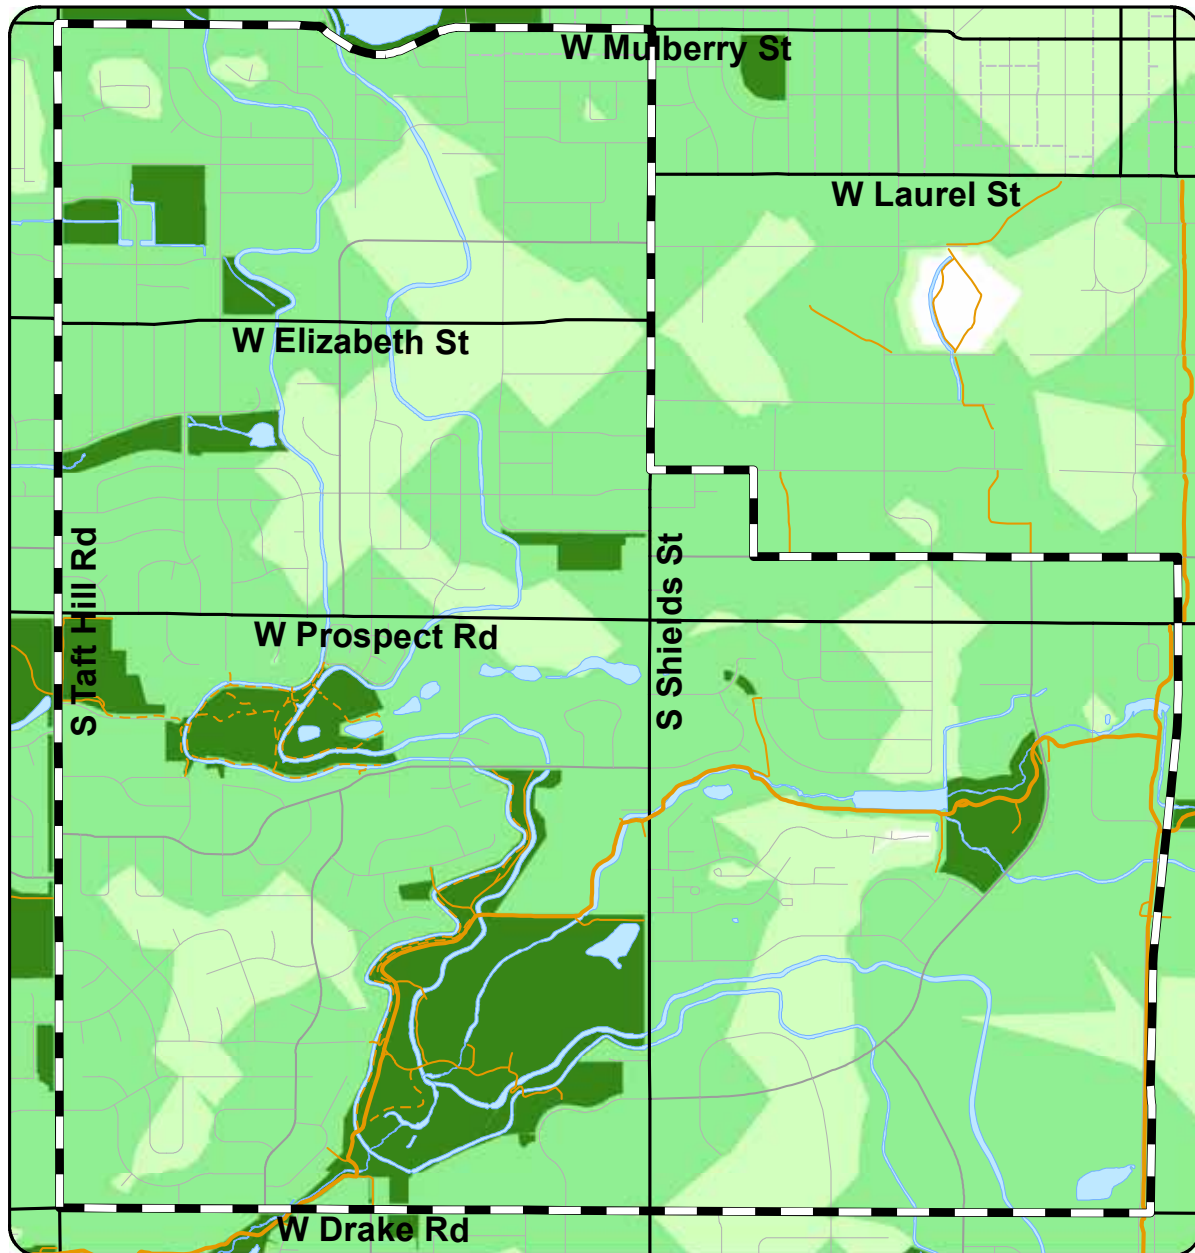 W Mulberry St
W Laurel St
W Elizabeth St
S Taft Hill Rd
S Shields St
W Prospect Rd
W Drake Rd